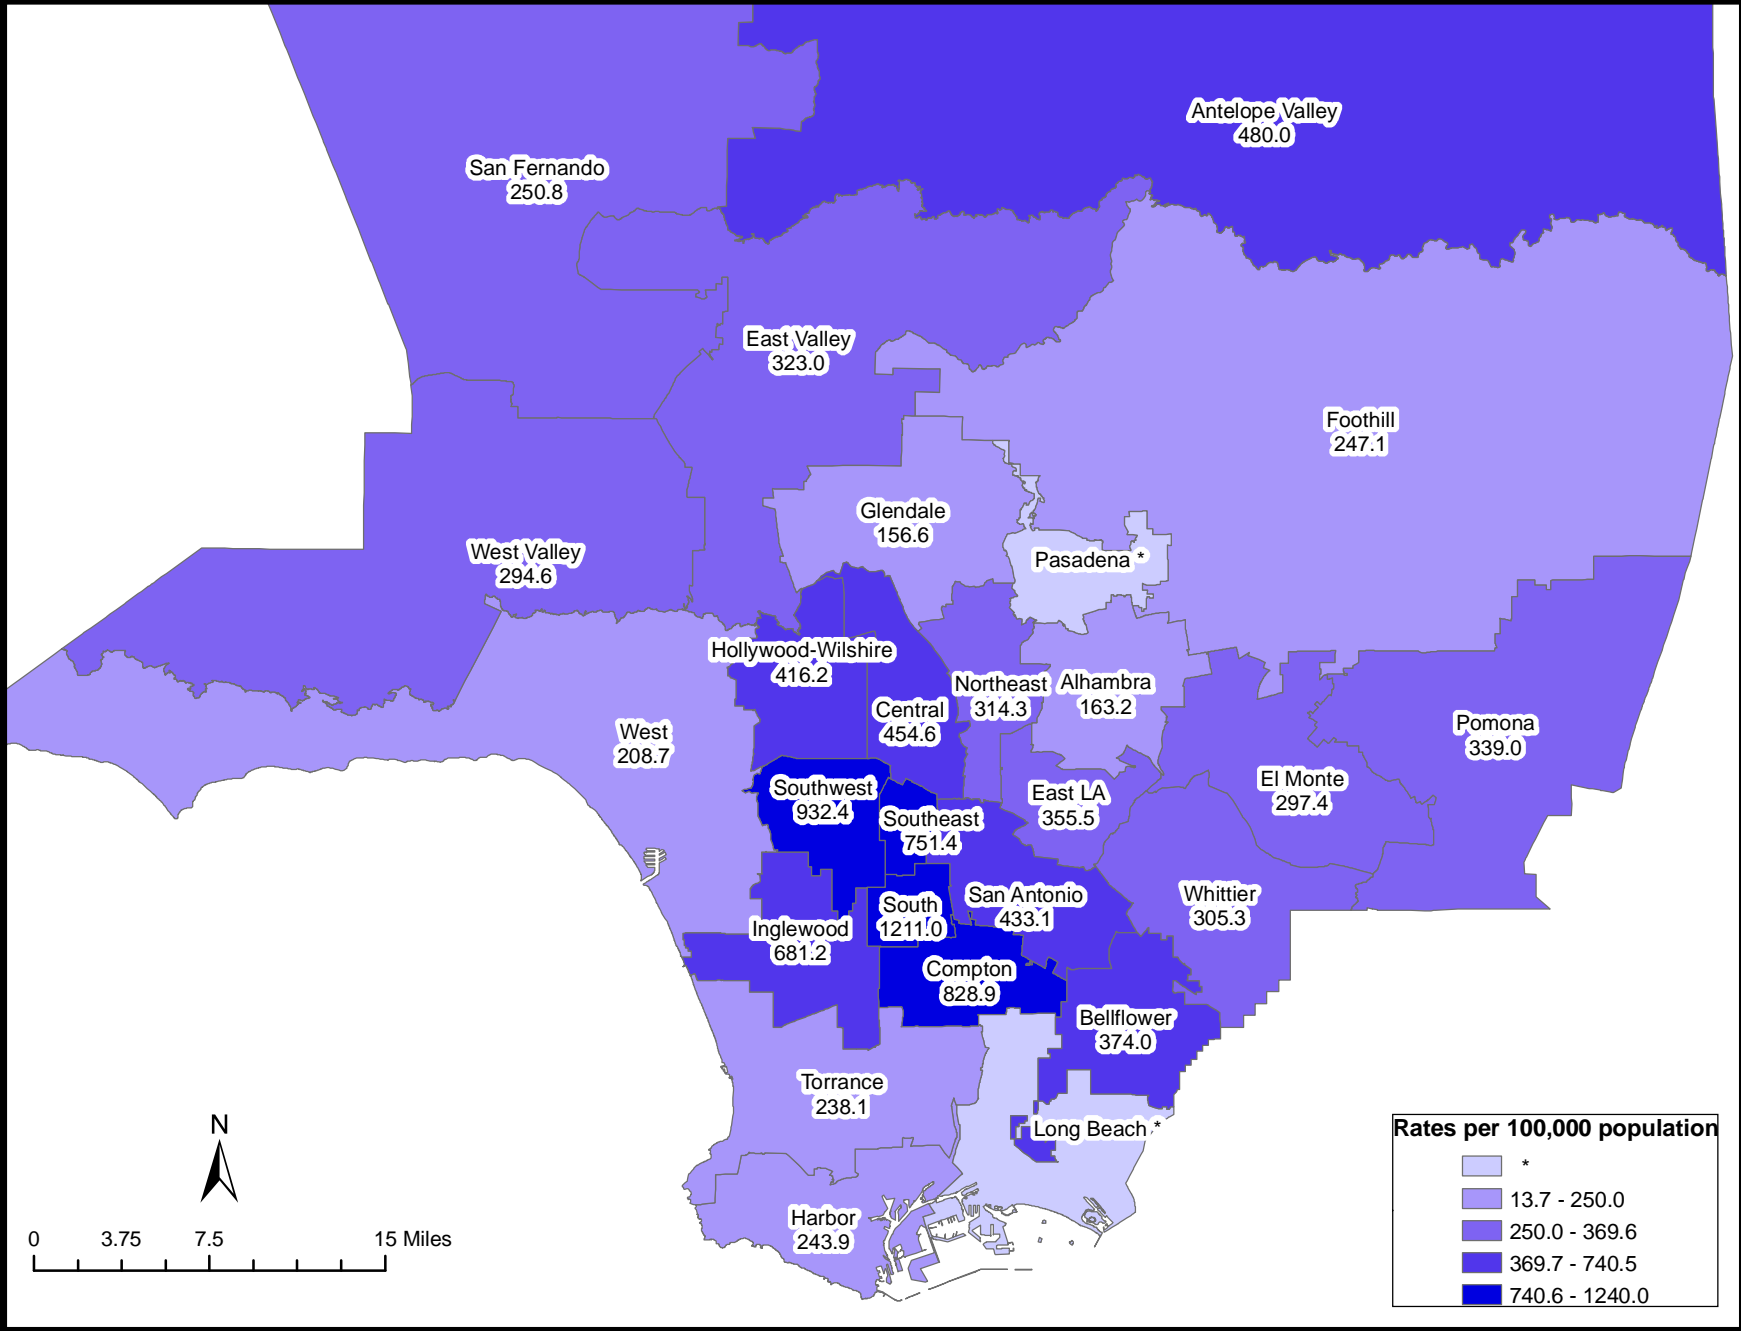 Antelope Valley
480.0
San Fernando
250.8
East Valley
323.0
Foothill
247.1
Glendale
156.6
West Valley
294.6
Pasadena *
Hollywood-Wilshire
416.2
Northeast
314.3
Alhambra
163.2
Central
454.6
West
208.7
Pomona
339.0
El Monte
297.4
Southwest
932.4
East LA
355.5
Southeast
751.4
San Antonio
433.1
Whittier
305.3
South
1211.0
Inglewood
681.2
Compton
828.9
Bellflower
374.0
Torrance
238.1
Long Beach *
Harbor
243.9
N
0 3.75 7.5 15 Miles
Rates per 100,000 population
*
13.7 - 250.0
250.0 - 369.6
369.7 - 740.5
740.6 - 1240.0